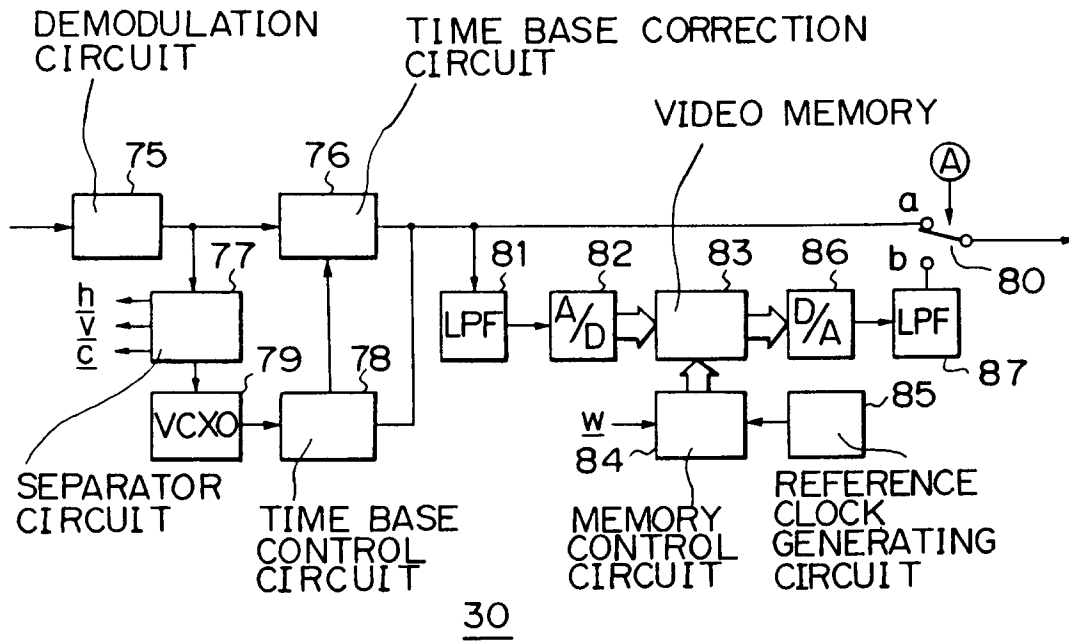 DEMODULATION
CIRCUIT
TIME BASE CORRECTION
CIRCUIT
VIDEO MEMORY
75
76
A
a
77
81
82
83
86
b
80
h
v
c
LPF
A/D
D/A
LPF
79
78
87
85
VCXO
w
84
SEPARATOR
CIRCUIT
TIME BASE
CONTROL
CIRCUIT
MEMORY
CONTROL
CIRCUIT
REFERENCE
CLOCK
GENERATING
CIRCUIT
30